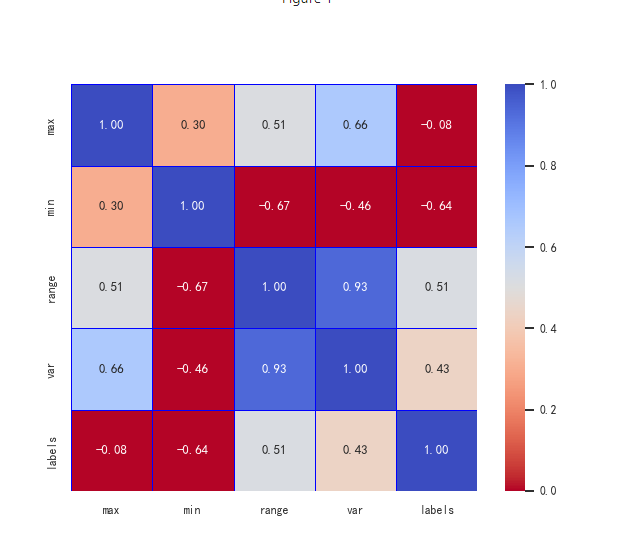 Figure 1
1.0
max 1.00 0.30 0.51 0.66 -0.08
0.8
min 0.30 1.00 -0.67 -0.46 -0.64
0.6
range 0.51 -0.67 1.00 0.93 0.51
0.4
var 0.66 -0.46 0.93 1.00 0.43
0.2
labels -0.08 -0.64 0.51 0.43 1.00
0.0
max min range var labels